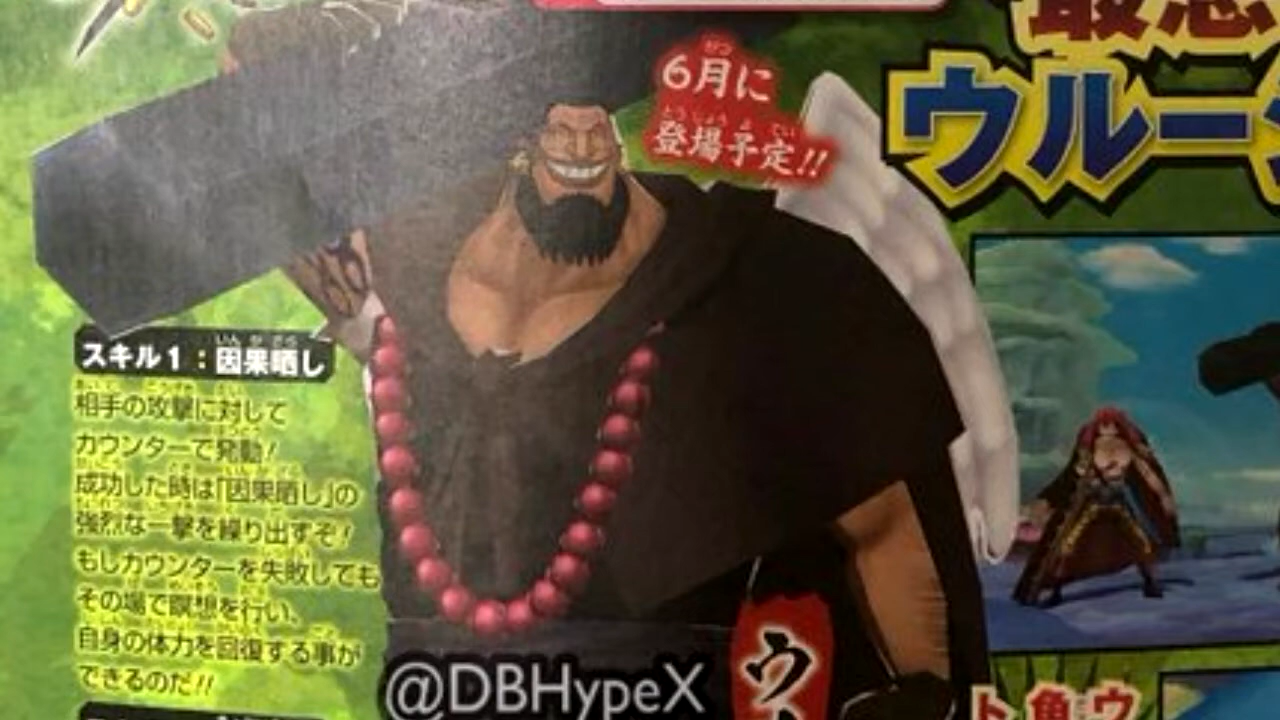 最悪
ウルー
6月に
登場予定!!
スキル1：因果晒し
相手の攻撃に対して
カウンターで発動!
成功した時は「因果晒し」の
強烈な一撃を繰り出すぞ!
もしカウンターを失敗しても
その場で瞑想を行い、
自身の体力を回復する事が
できるのだ!!
@DBHypeX
ウ